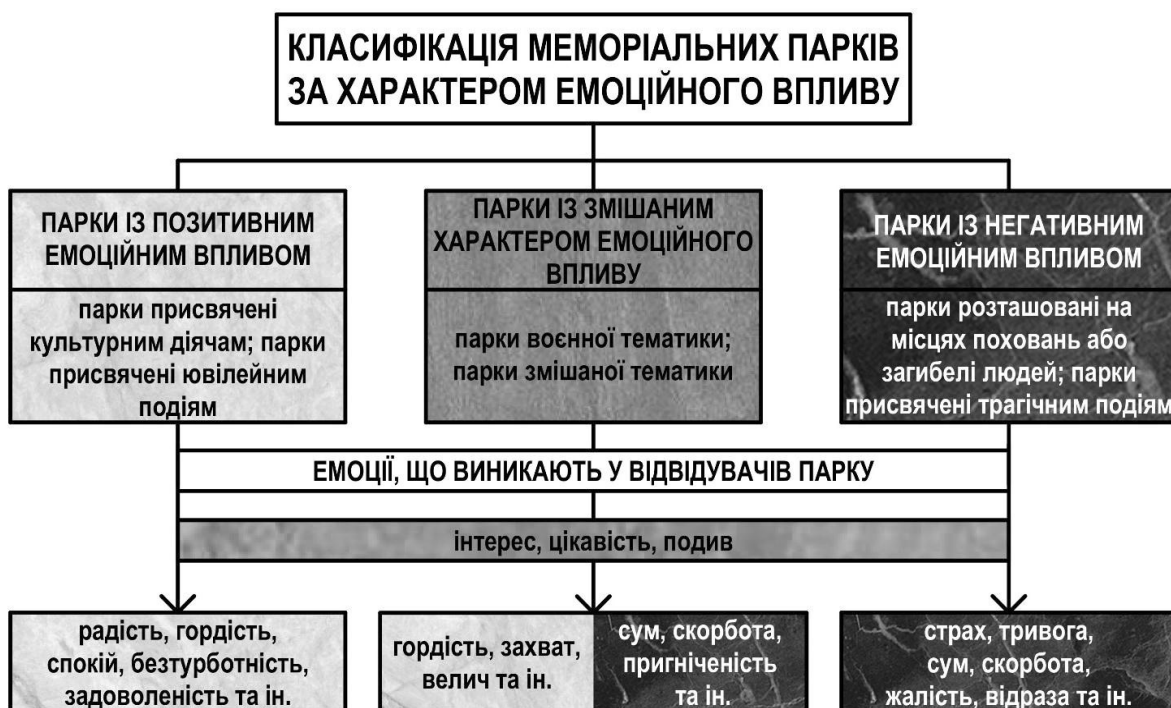 КЛАСИФІКАЦІЯ МЕМОРІАЛЬНИХ ПАРКІВ
ЗА ХАРАКТЕРОМ ЕМОЦІЙНОГО ВПЛИВУ
ПАРКИ ІЗ ПОЗИТИВНИМ
ЕМОЦІЙНИМ ВПЛИВОМ
парки присвячені
культурним діячам; парки
присвячені ювілейним
подіям
ПАРКИ ІЗ ЗМІШАНИМ
ХАРАКТЕРОМ ЕМОЦІЙНОГО
ВПЛИВУ
парки воєнної тематики;
парки змішаної тематики
ПАРКИ ІЗ НЕГАТИВНИМ
ЕМОЦІЙНИМ ВПЛИВОМ
парки розташовані на
місцях поховань або
загибелі людей; парки
присвячені трагічним подіям
ЕМОЦІЇ, ЩО ВИНИКАЮТЬ У ВІДВІДУВАЧІВ ПАРКУ
інтерес, цікавість, подив
радість, гордість,
спокій, безтурботність,
задоволеність та ін.
гордість, захват,
велич та ін.
сум, скорбота,
пригніченість
та ін.
страх, тривога,
сум, скорбота,
жалість, відраза та ін.